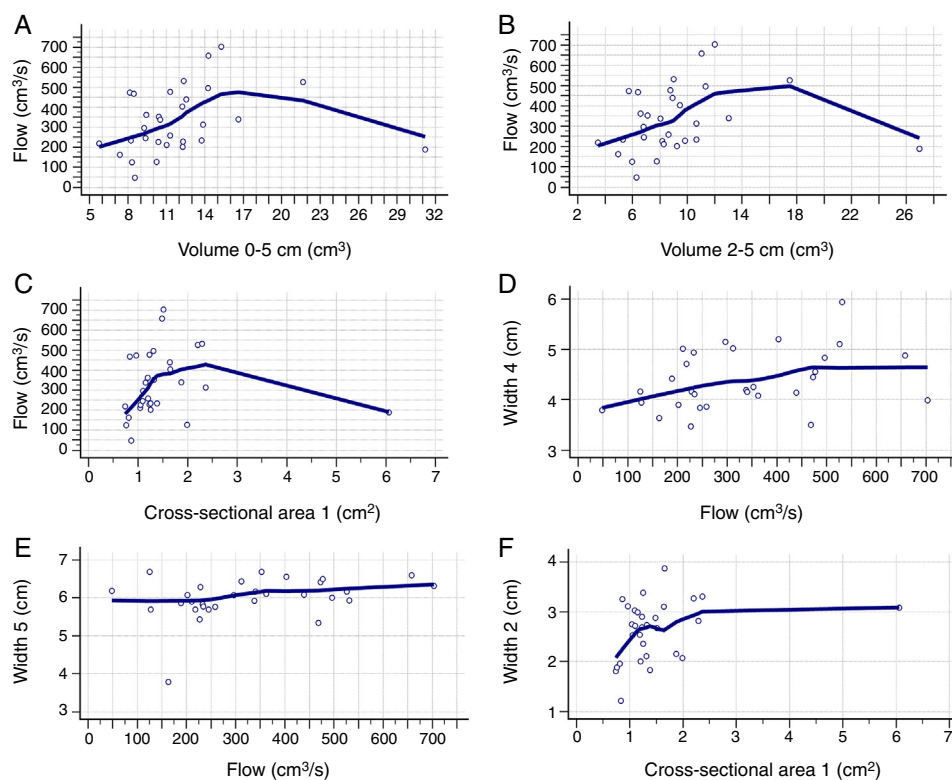 A
700
600
500
400
300
200
100
0
Flow (cm³/s)
5 8 11 14 17 20 22 26 29 32
Volume 0-5 cm (cm³)
B
700
600
500
400
300
200
100
0
Flow (cm³/s)
2 6 10 14 18 22 26
Volume 2-5 cm (cm³)
C
700
600
500
400
300
200
100
0
Flow (cm³/s)
0 1 2 3 4 5 6 7
Cross-sectional area 1 (cm²)
D
6
5
4
3
Width 4 (cm)
100 200 300 400 500 600 700
Flow (cm³/s)
E
7
6
5
4
3
Width 5 (cm)
0 100 200 300 400 500 600 700
Flow (cm³/s)
F
4
3
2
1
Width 2 (cm)
0 1 2 3 4 5 6 7
Cross-sectional area 1 (cm²)